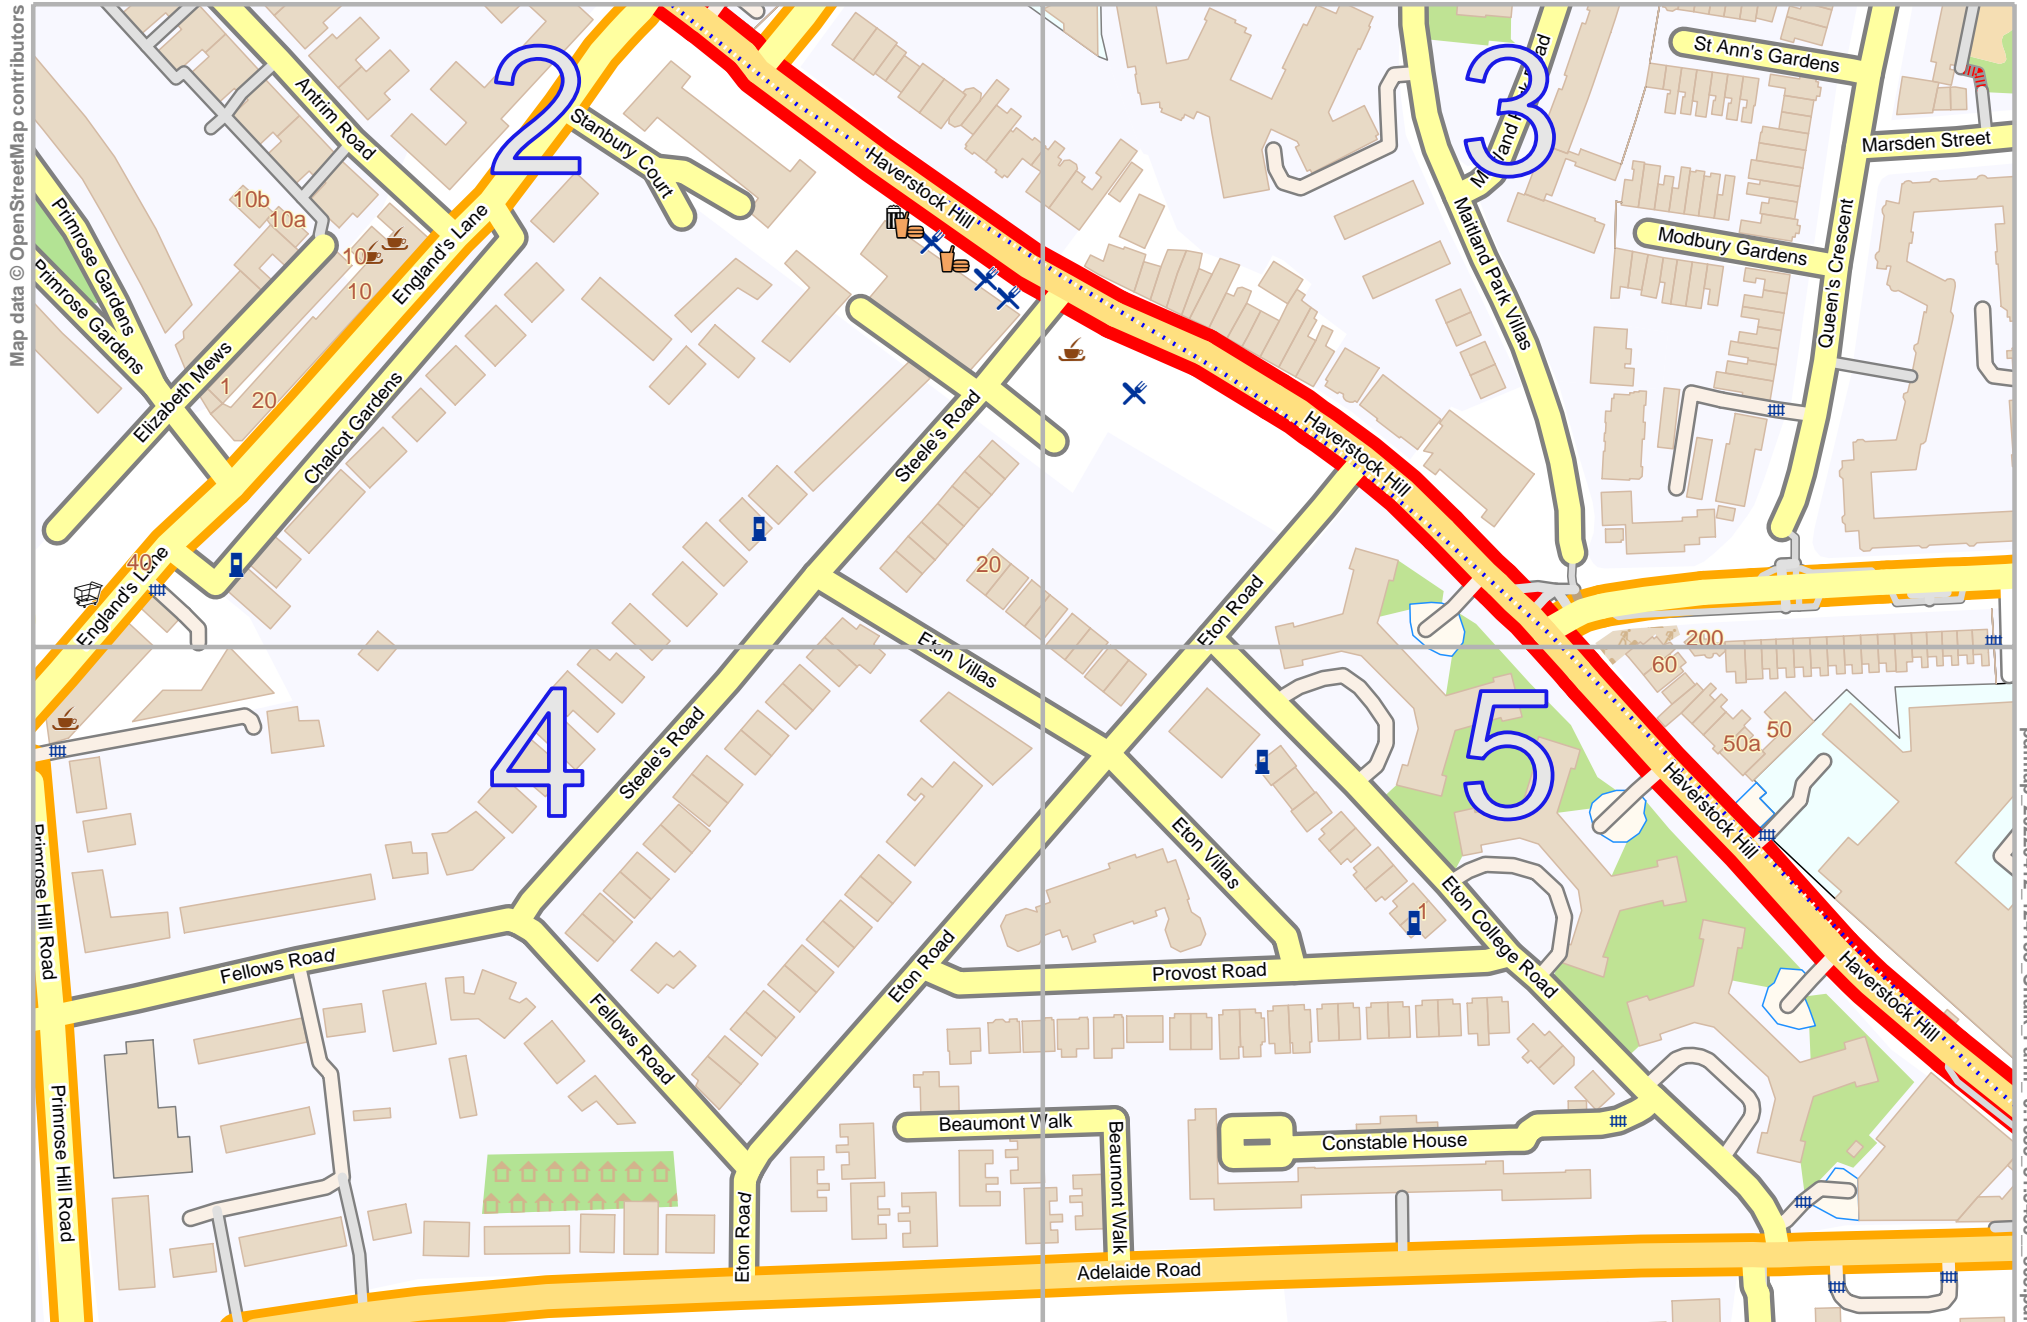 Map data © OpenStreetMap contributors
2
3
4
5
Antrim Road
Stanbury Court
Haverstock Hill
St Ann's Gardens
Marsden Street
Maitland Park Villas
Modbury Gardens
Queen's Crescent
10b
10a
10
10
1
20
40
Primrose Gardens
Primrose Gardens
Elizabeth Mews
England's Lane
Chalcot Gardens
England's Lane
Steele's Road
Haverstock Hill
20
Eton Road
Eton Villas
200
60
50
50a
Steele's Road
Haverstock Hill
Eton Villas
1
Eton College Road
Primrose Hill Road
Fellows Road
Eton Road
Provost Road
Haverstock Hill
Fellows Road
Primrose Hill Road
Beaumont Walk
Beaumont Walk
Constable House
Eton Road
Adelaide Road